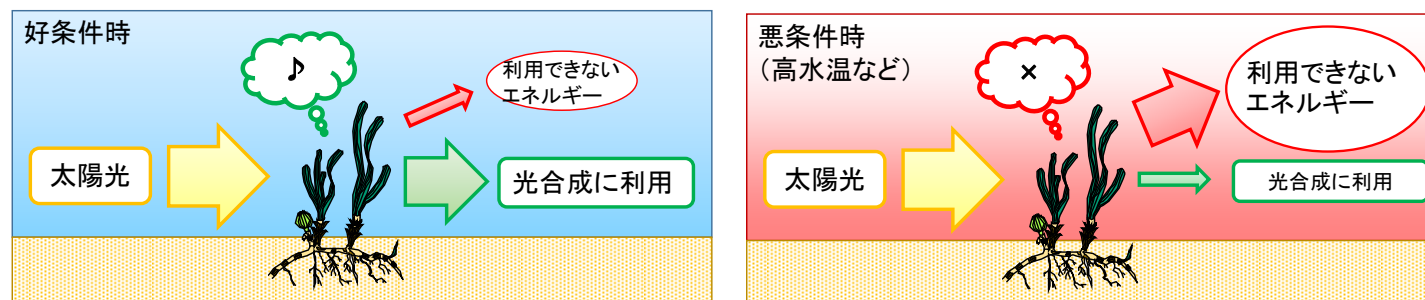 好条件時
♪
利用できない
エネルギー
太陽光
光合成に利用
悪条件時
（高水温など）
×
利用できない
エネルギー
太陽光
光合成に利用